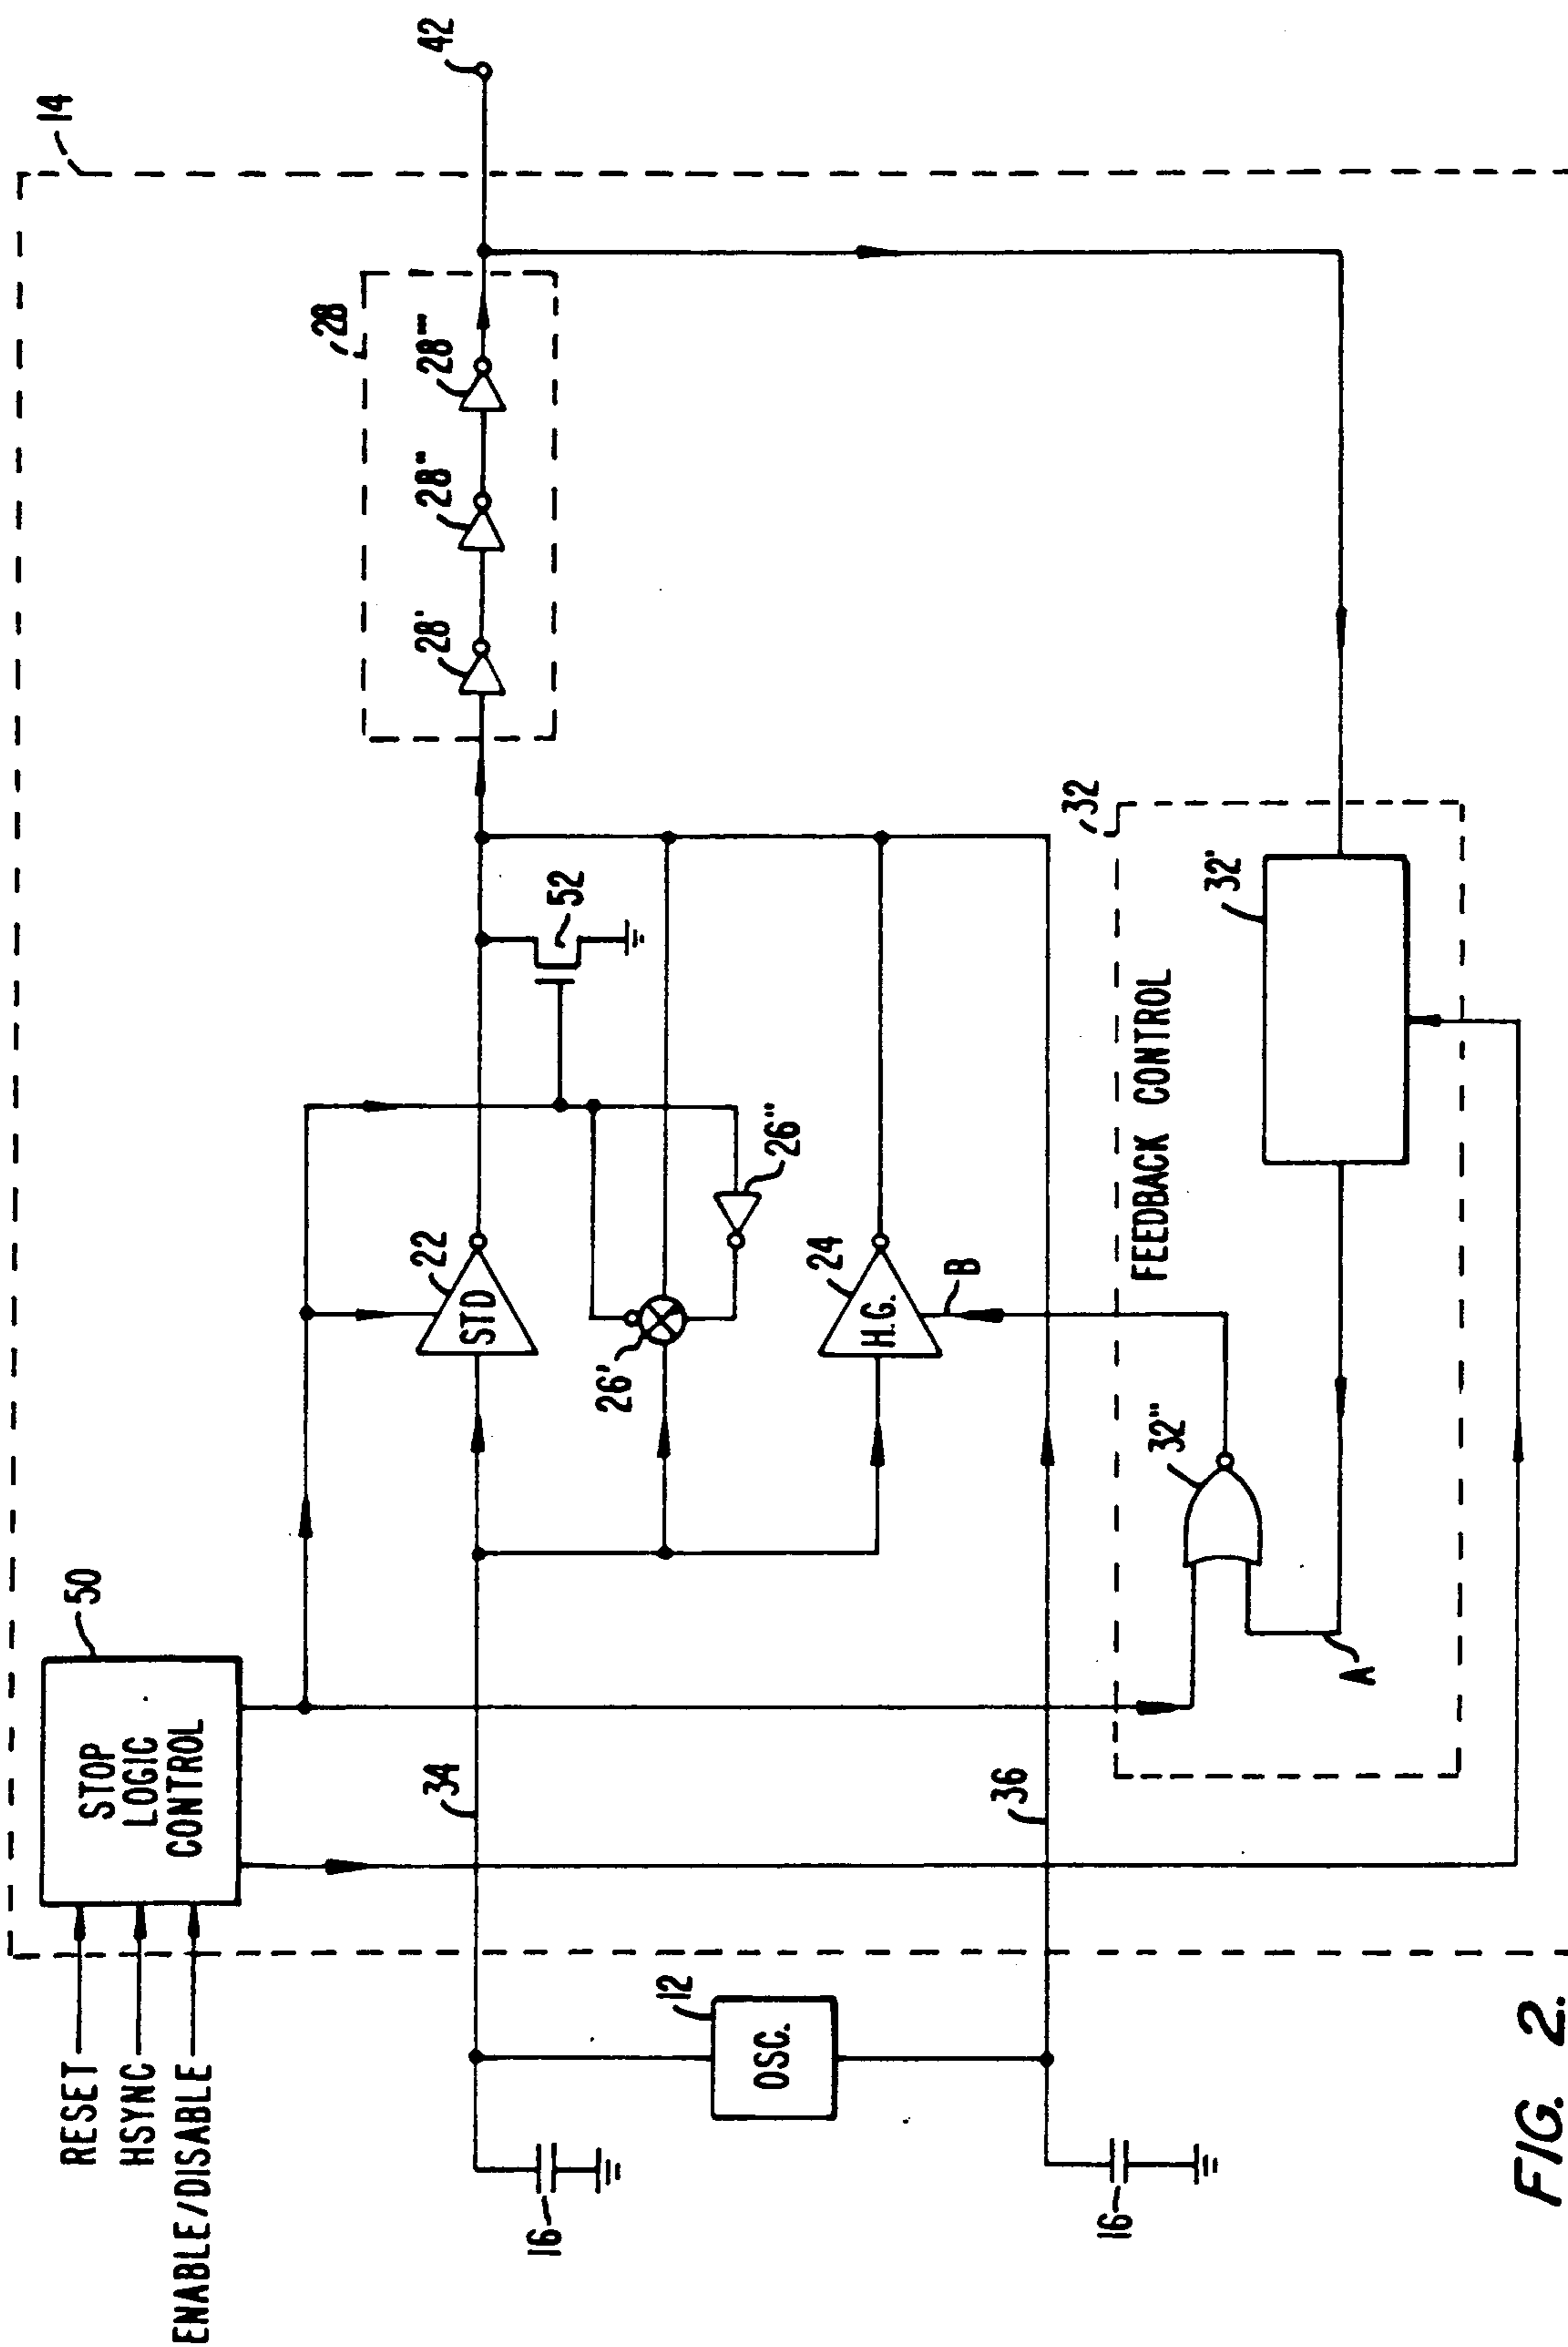 14
42
RESET
HSYNC
ENABLE/DISABLE
50
STOP
LOGIC
CONTROL
28
28'
28"
28'''
34
22
STD
52
26'
26"
24
H.G.
B
16
12
OSC.
36
16
32
FEEDBACK CONTROL
32"
32'
A
FIG. 2.